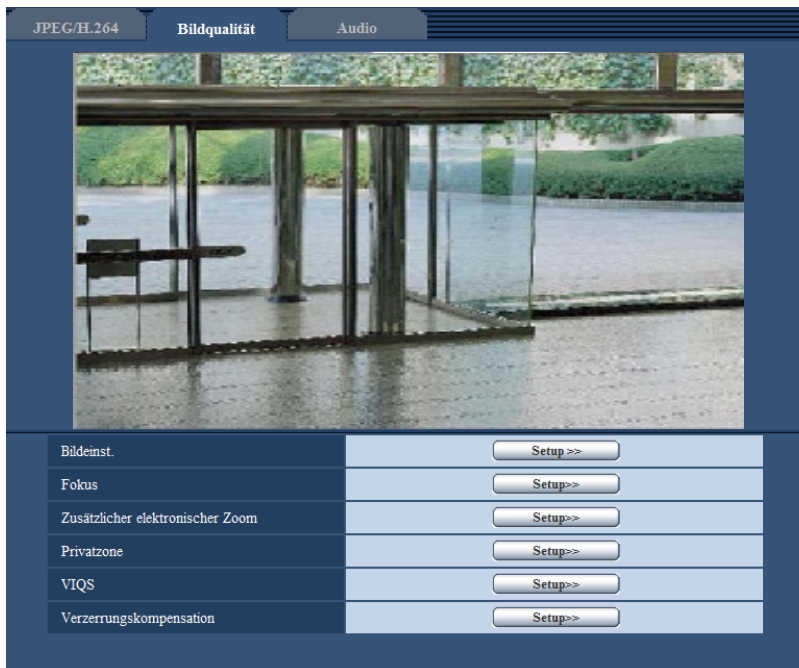 JPEG/H.264 Bildqualität Audio
Bildeinst. Setup >>
Fokus Setup>>
Zusätzlicher elektronischer Zoom Setup>>
Privatzone Setup>>
VIQS Setup>>
Verzerrungskompensation Setup>>